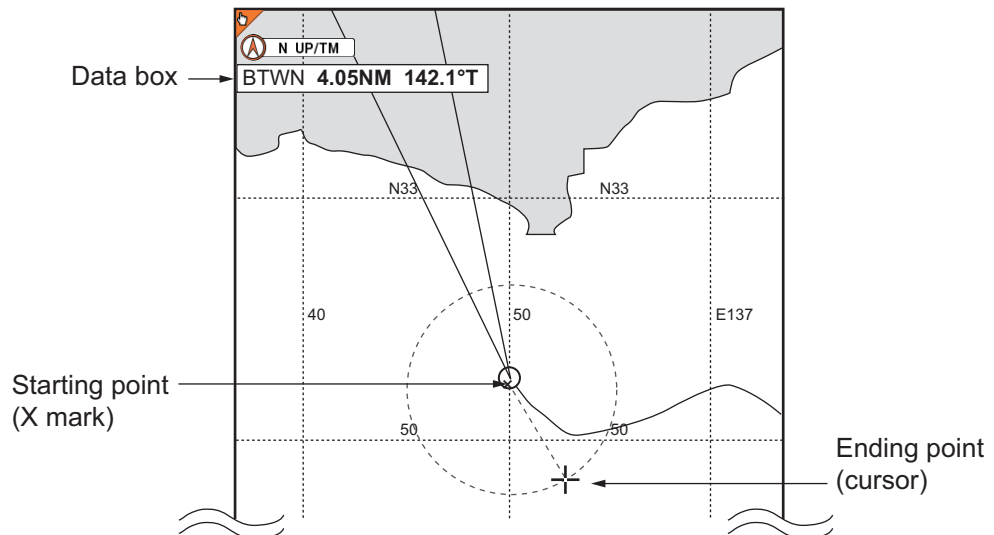 N UP/TM
Data box
BTWN 4.05NM 142.1°T
N33
N33
40
50
E137
Starting point
(X mark)
50
50
Ending point
(cursor)